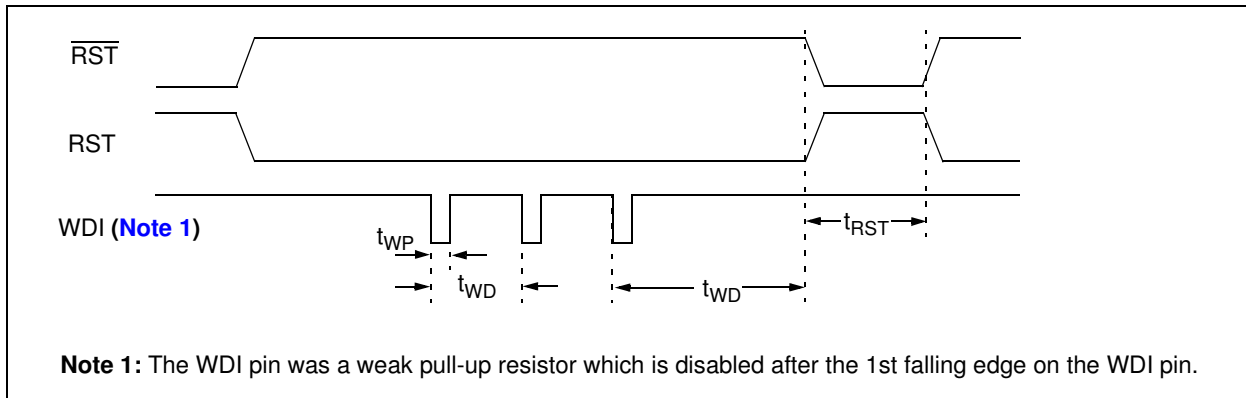 R̅S̅T̅
RST
WDI (Note 1)
tWP
tWD
tWD
tRST
Note 1: The WDI pin was a weak pull-up resistor which is disabled after the 1st falling edge on the WDI pin.